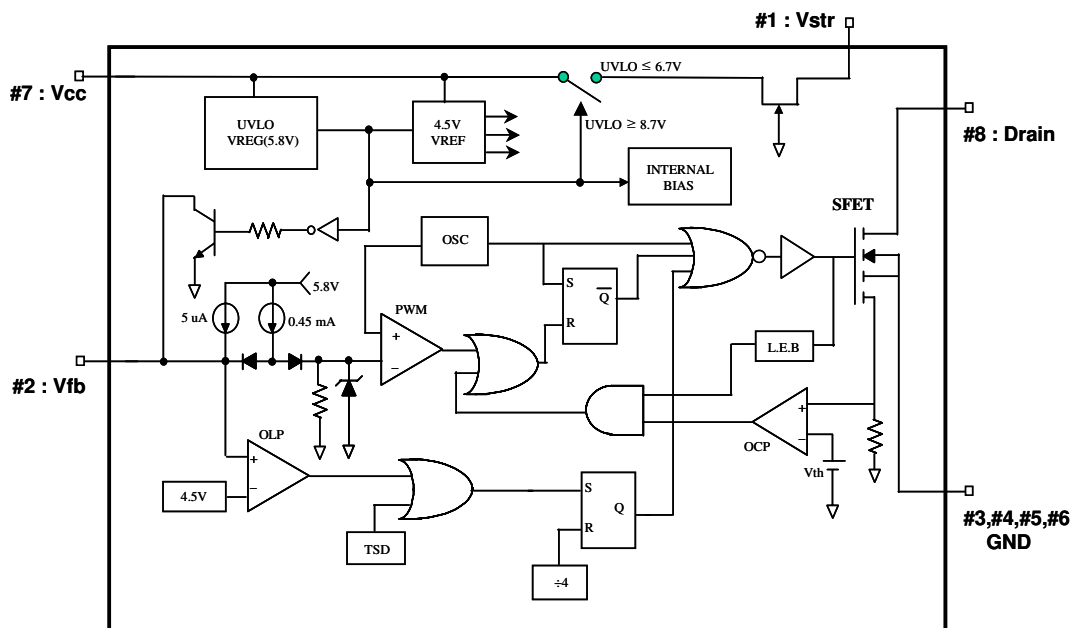 #1 : Vstr
#7 : Vcc
UVLO ≤ 6.7V
UVLO
VREG(5.8V)
4.5V
VREF
UVLO ≥ 8.7V
#8 : Drain
INTERNAL
BIAS
SFET
OSC
5.8V
S
Q
R
5 uA
0.45 mA
PWM
+
−
L.E.B
#2 : Vfb
OLP
+
−
4.5V
+
−
OCP
Vth
S
Q
R
TSD
÷4
#3,#4,#5,#6
GND